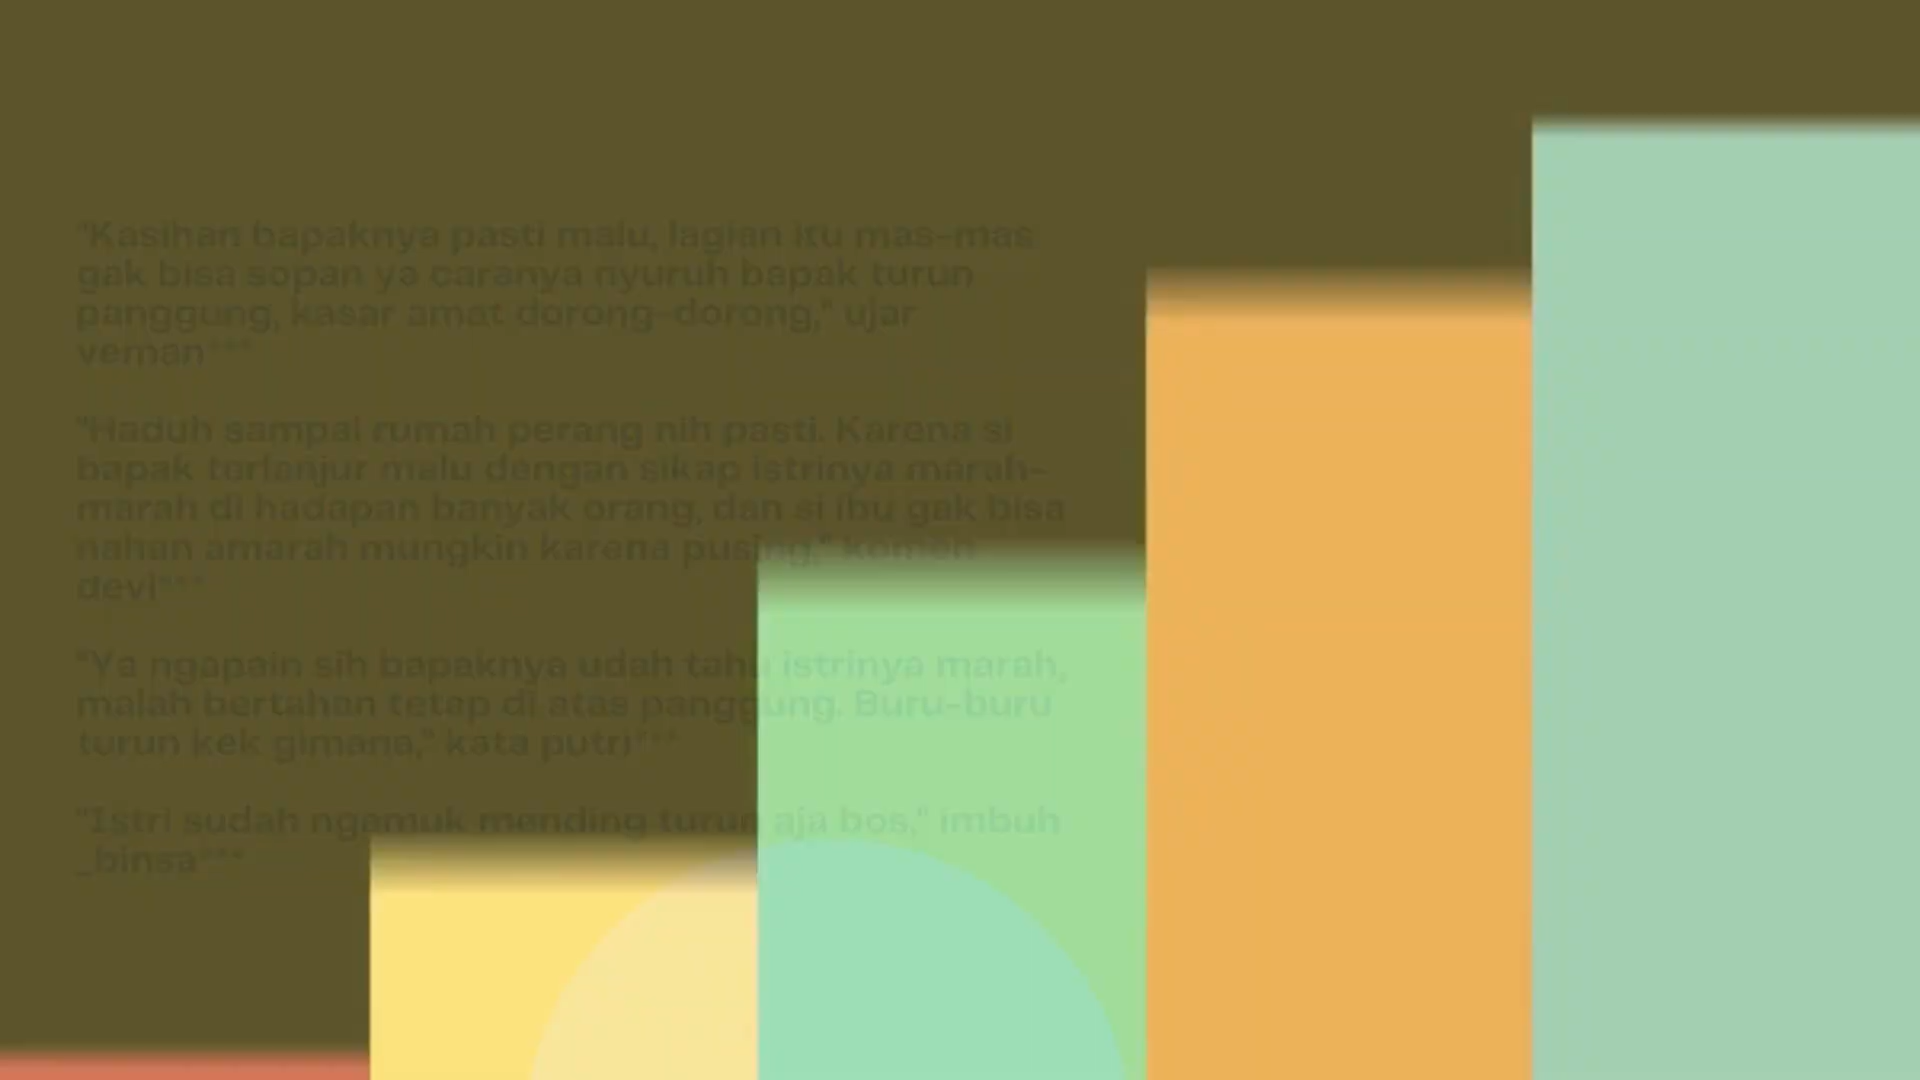 "Kasihan bapaknya pasti malu, lagian itu mas-mas
gak bisa sopan ya caranya nyuruh bapak turun
panggung, kasar amat dorong-dorong," ujar
veman***
"Haduh sampai rumah perang nih pasti. Karena si
bapak terlanjur malu dengan sikap istrinya marah-
marah di hadapan banyak orang, dan si ibu gak bisa
nahan amarah mungkin karena pusing," komen
devi***
"Ya ngapain sih bapaknya udah tahu istrinya marah,
malah bertahan tetap di atas panggung. Buru-buru
turun kek gimana," kata putri***
"Istri sudah ngamuk mending turun aja bos," imbuh
_binsa***